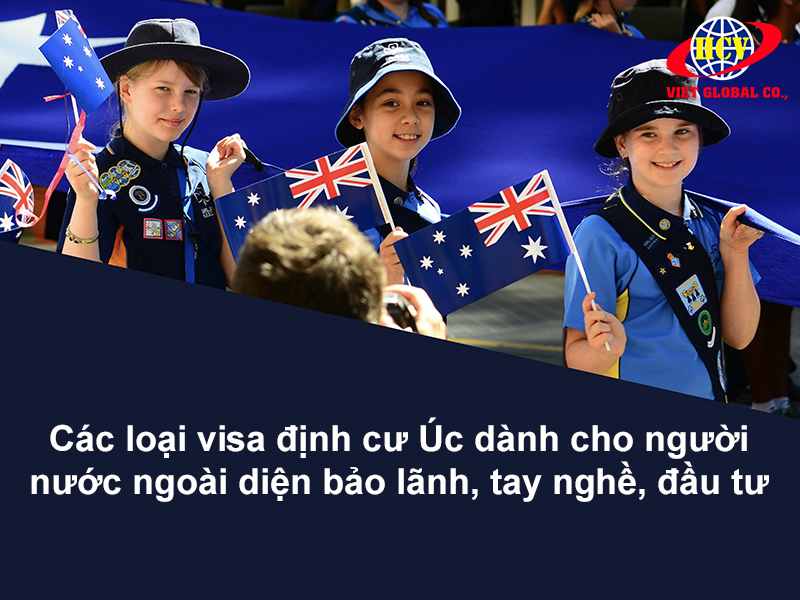 HCV
VIET GLOBAL CO.,
Các loại visa định cư Úc dành cho người
nước ngoài diện bảo lãnh, tay nghề, đầu tư